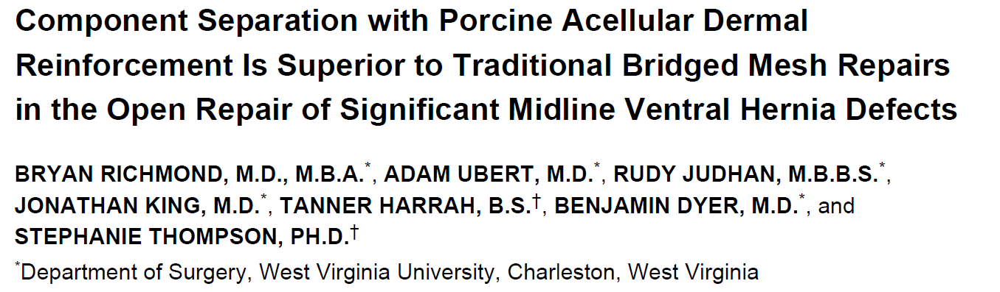 Component Separation with Porcine Acellular Dermal
Reinforcement Is Superior to Traditional Bridged Mesh Repairs
in the Open Repair of Significant Midline Ventral Hernia Defects
BRYAN RICHMOND, M.D., M.B.A.*, ADAM UBERT, M.D.*, RUDY JUDHAN, M.B.B.S.*,
JONATHAN KING, M.D.*, TANNER HARRAH, B.S.†, BENJAMIN DYER, M.D.*, and
STEPHANIE THOMPSON, PH.D.†
*Department of Surgery, West Virginia University, Charleston, West Virginia